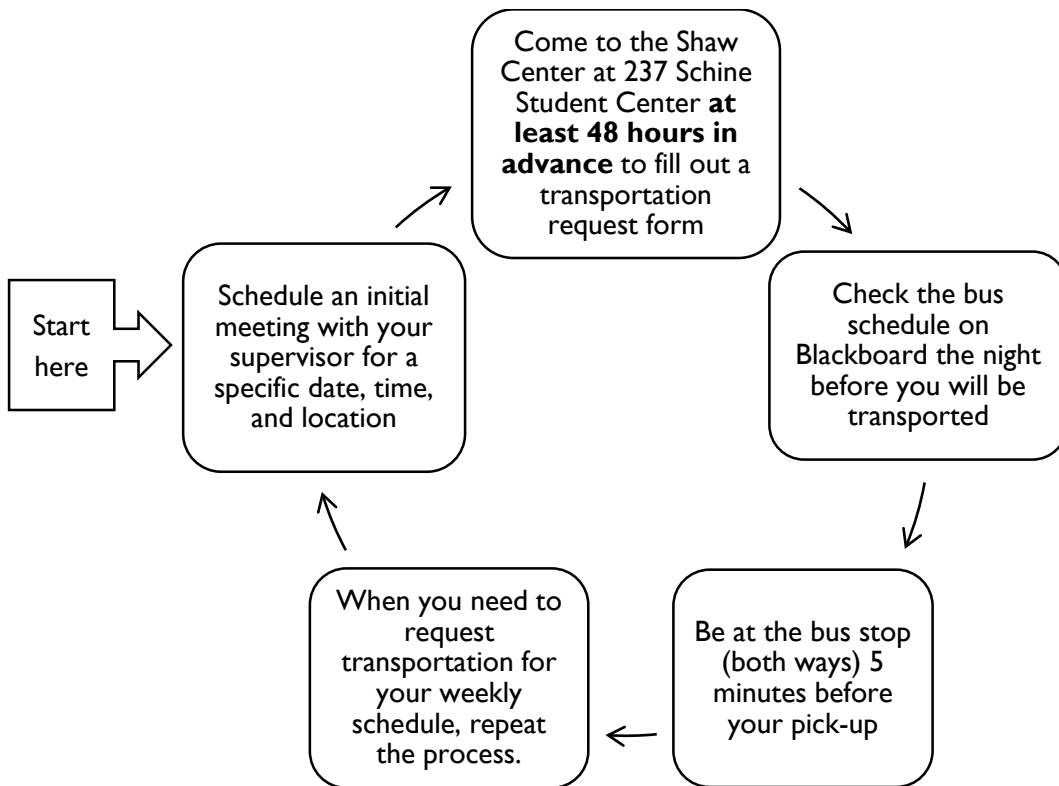 Start
here
Schedule an initial
meeting with your
supervisor for a
specific date, time,
and location
Come to the Shaw
Center at 237 Schine
Student Center at
least 48 hours in
advance to fill out a
transportation
request form
Check the bus
schedule on
Blackboard the night
before you will be
transported
Be at the bus stop
(both ways) 5
minutes before
your pick-up
When you need to
request
transportation for
your weekly
schedule, repeat
the process.